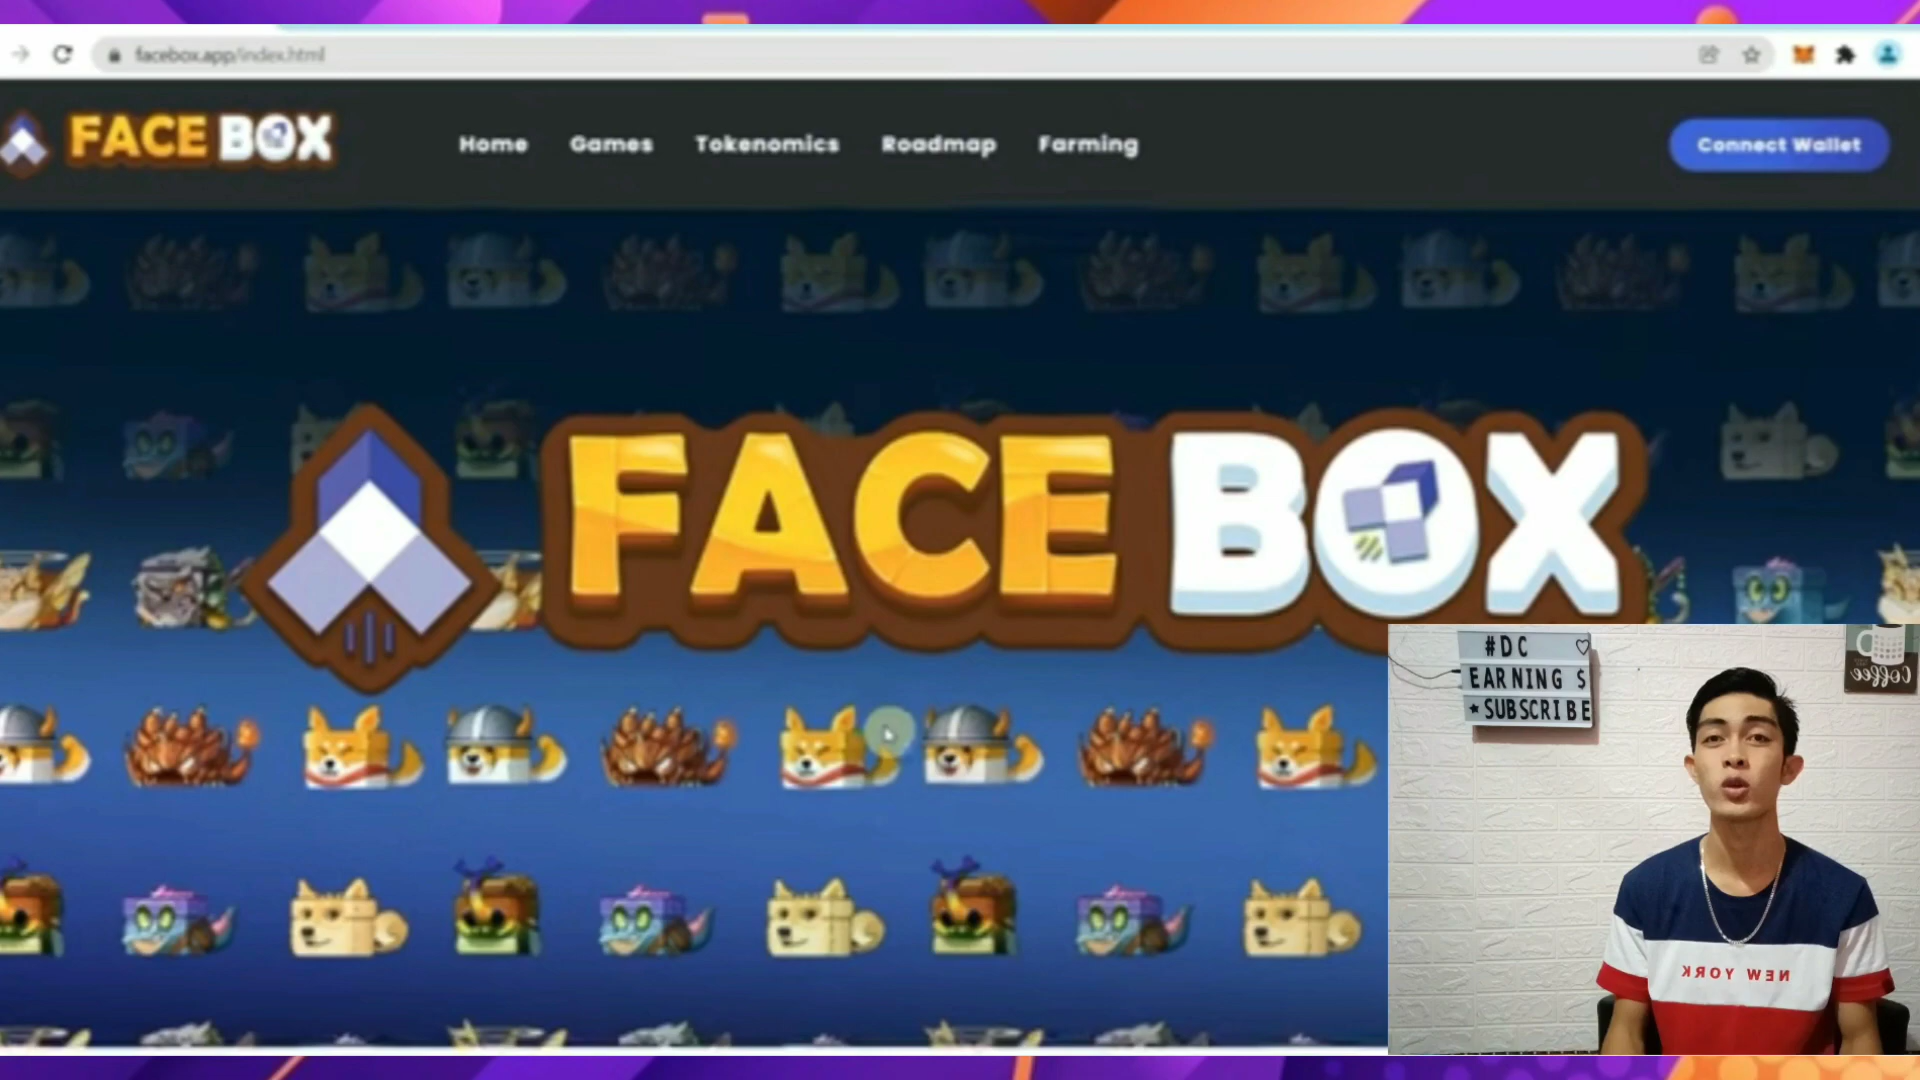 facebox.app/index.html
FACE BOX
Home Games Tokenomics Roadmap Farming
Connect Wallet
FACE BOX
#DC
EARNING $
SUBSCRIBE
Coffee
NEW YORK